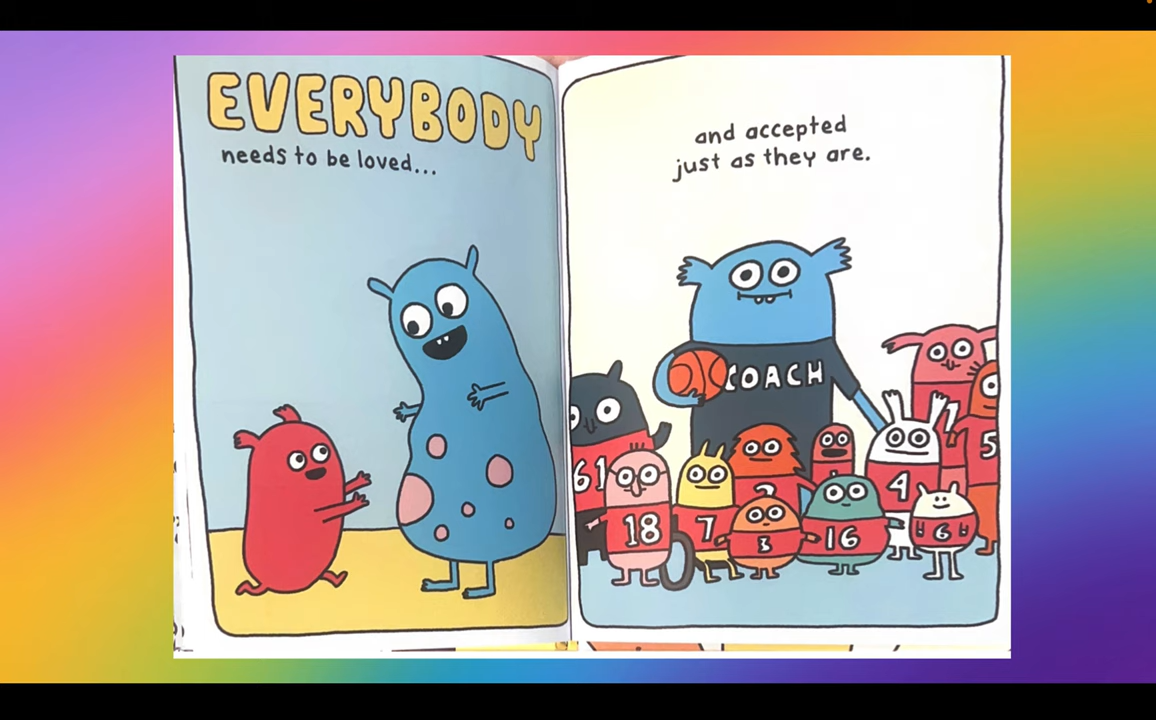 EVERYBODY
needs to be loved...
and accepted
just as they are.
COACH
61
18
7
3
16
4
6
5